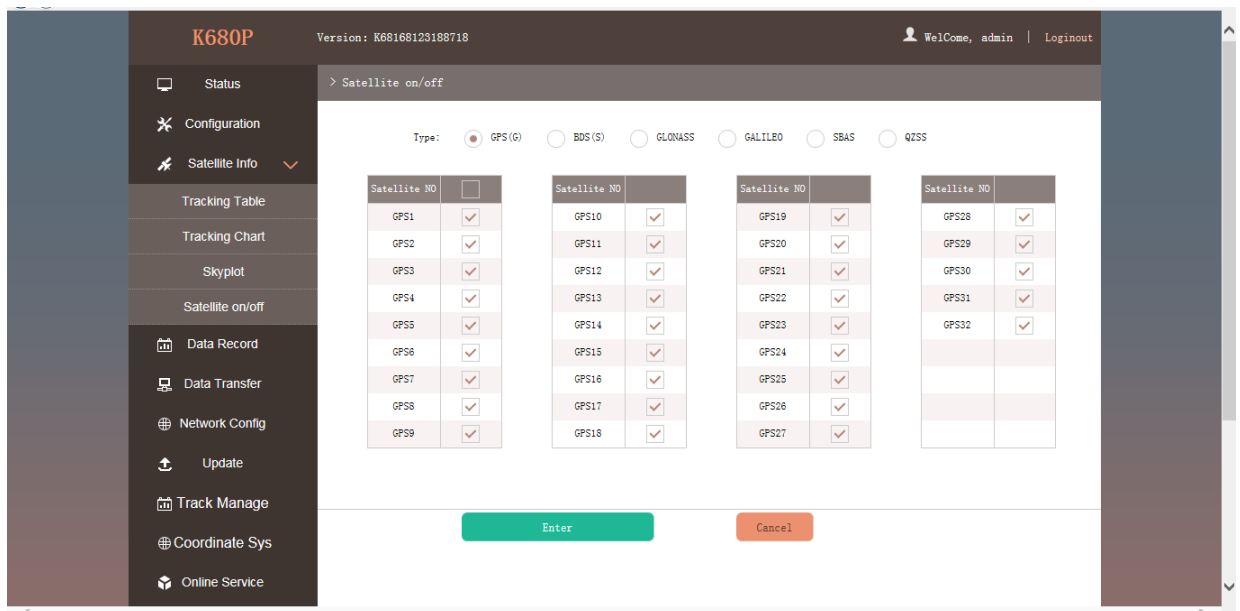 K680P
Version: K68168123188718
WelCome, admin | Loginout
Status
Configuration
Satellite Info
Tracking Table
Tracking Chart
Skyplot
Satellite on/off
Data Record
Data Transfer
Network Config
Update
Track Manage
Coordinate Sys
Online Service
> Satellite on/off
Type: GPS(G) BDS(S) GLONASS GALILEO SBAS QZSS
Satellite NO Satellite NO Satellite NO Satellite NO
GPS1 GPS10 GPS19 GPS28
GPS2 GPS11 GPS20 GPS29
GPS3 GPS12 GPS21 GPS30
GPS4 GPS13 GPS22 GPS31
GPS5 GPS14 GPS23 GPS32
GPS6 GPS15 GPS24
GPS7 GPS16 GPS25
GPS8 GPS17 GPS26
GPS9 GPS18 GPS27
Enter Cancel